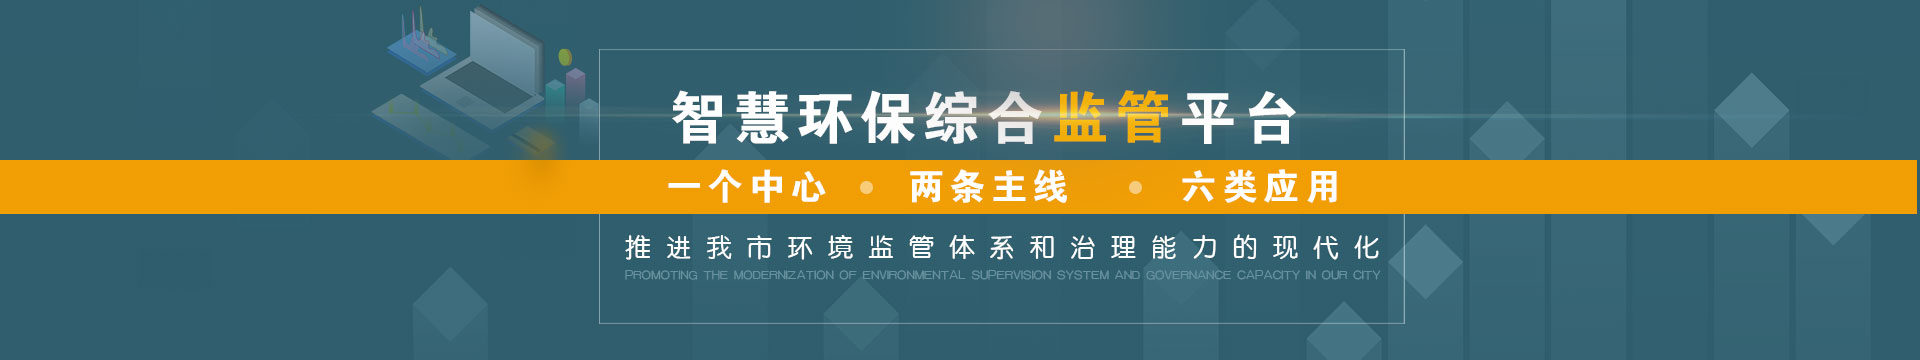 智慧环保综合监管平台
一个中心 • 两条主线 • 六类应用
推进我市环境监管体系和治理能力的现代化
PROMOTING THE MODERNIZATION OF ENVIRONMENTAL SUPERVISION SYSTEM AND GOVERNANCE CAPACITY IN OUR CITY